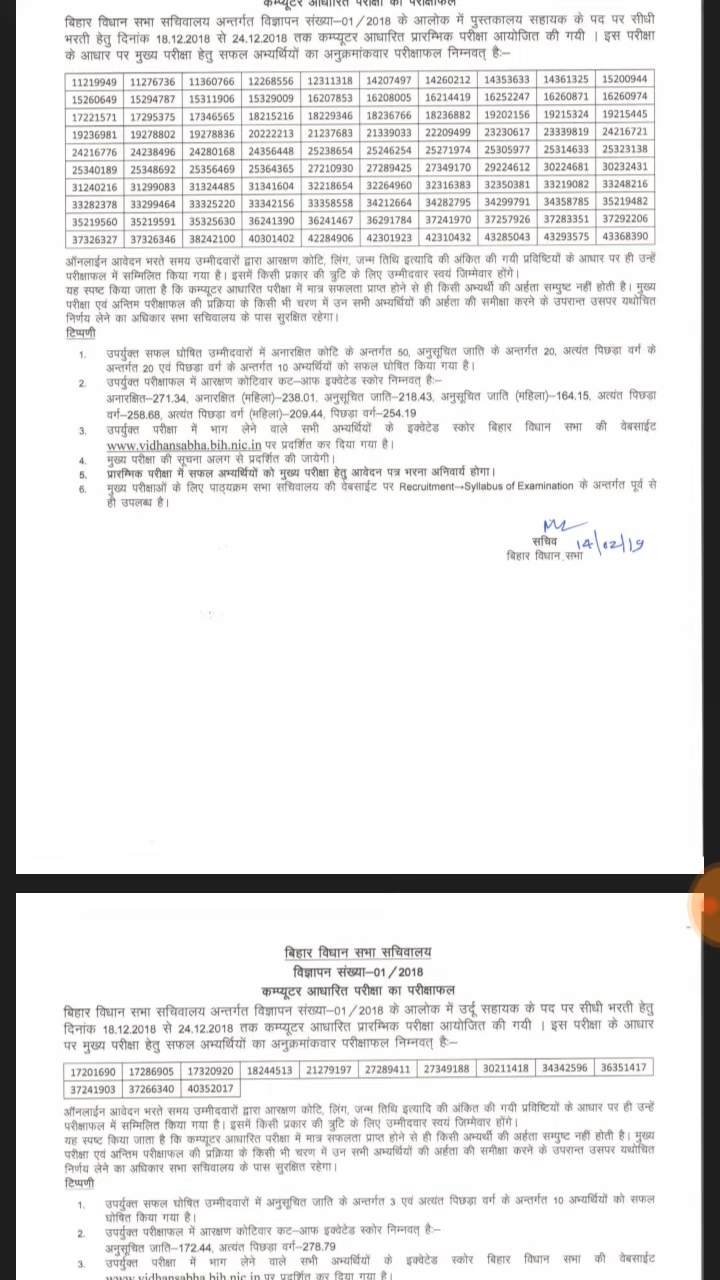 कम्प्यूटर आधारित परीक्षा का परीक्षाफल
बिहार विधान सभा सचिवालय अन्तर्गत विज्ञापन संख्या–01/2018 के आलोक में पुस्तकालय सहायक के पद पर सीधी
भरती हेतु दिनांक 18.12.2018 से 24.12.2018 तक कम्प्यूटर आधारित प्रारम्भिक परीक्षा आयोजित की गयी । इस परीक्षा
के आधार पर मुख्य परीक्षा हेतु सफल अभ्यर्थियों का अनुक्रमांकवार परीक्षाफल निम्नवत् हैः–
11219949 11276736 11360766 12268556 12311318 14207497 14260212 14353633 14361325 15200944
15260649 15294787 15311906 15329009 16207853 16208005 16214419 16252247 16260871 16260974
17221571 17295375 17346565 18215216 18229346 18236766 18236882 19202156 19215324 19215445
19236981 19278802 19278836 20222213 21237683 21339033 22209499 23230617 23339819 24216721
24216776 24238496 24280168 24356448 25238654 25246254 25271974 25305977 25314633 25323138
25340189 25348692 25356469 25364365 27210930 27289425 27349170 29224612 30224681 30232431
31240216 31299083 31324485 31341604 32218654 32264960 32316383 32350381 33219082 33248216
33282378 33299464 33325220 33342156 33358558 34212664 34282795 34299791 34358785 35219482
35219560 35219591 35325630 36241390 36241467 36291784 37241970 37257926 37283351 37292206
37326327 37326346 38242100 40301402 42284906 42301923 42310432 43285043 43293575 43368390
ऑनलाईन आवेदन भरते समय उम्मीदवारों द्वारा आरक्षण कोटि, लिंग, जन्म तिथि इत्यादि की अंकित की गयी प्रविष्टियों के आधार पर ही उन्हें
परीक्षाफल में सम्मिलित किया गया है। इसमें किसी प्रकार की त्रुटि के लिए उम्मीदवार स्वयं जिम्मेवार होंगे।
यह स्पष्ट किया जाता है कि कम्प्यूटर आधारित परीक्षा में मात्र सफलता प्राप्त होने से ही किसी अभ्यर्थी की अर्हता सम्पुष्ट नहीं होती है। मुख्य
परीक्षा एवं अन्तिम परीक्षाफल की प्रक्रिया के किसी भी चरण में उन सभी अभ्यर्थियों की अर्हता की समीक्षा करने के उपरान्त उसपर यथोचित
निर्णय लेने का अधिकार सभा सचिवालय के पास सुरक्षित रहेगा।
टिप्पणी
1. उपर्युक्त सफल घोषित उम्मीदवारों में अनारक्षित कोटि के अन्तर्गत 50, अनुसूचित जाति के अन्तर्गत 20, अत्यंत पिछड़ा वर्ग के
अन्तर्गत 20 एवं पिछड़ा वर्ग के अन्तर्गत 10 अभ्यर्थियों को सफल घोषित किया गया है।
2. उपर्युक्त परीक्षाफल में आरक्षण कोटिवार कट–आफ इक्वेटेड स्कोर निम्नवत् हैः–
अनारक्षित–271.34, अनारक्षित (महिला)–238.01, अनुसूचित जाति–218.43, अनुसूचित जाति (महिला)–164.15, अत्यंत पिछड़ा
वर्ग–258.68, अत्यंत पिछड़ा वर्ग (महिला)–209.44, पिछड़ा वर्ग–254.19
3. उपर्युक्त परीक्षा में भाग लेने वाले सभी अभ्यर्थियों के इक्वेटेड स्कोर बिहार विधान सभा की वेबसाईट
www.vidhansabha.bih.nic.in पर प्रदर्शित कर दिया गया है।
4. मुख्य परीक्षा की सूचना अलग से प्रदर्शित की जायेगी।
5. प्रारम्भिक परीक्षा में सफल अभ्यर्थियों को मुख्य परीक्षा हेतु आवेदन पत्र भरना अनिवार्य होगा।
6. मुख्य परीक्षाओं के लिए पाठ्यक्रम सभा सचिवालय की वेबसाईट पर Recruitment→Syllabus of Examination के अन्तर्गत पूर्व से
ही उपलब्ध है।
सचिव 14/02/19
बिहार विधान सभा
बिहार विधान सभा सचिवालय
विज्ञापन संख्या–01/2018
कम्प्यूटर आधारित परीक्षा का परीक्षाफल
बिहार विधान सभा सचिवालय अन्तर्गत विज्ञापन संख्या–01/2018 के आलोक में उर्दू सहायक के पद पर सीधी भरती हेतु
दिनांक 18.12.2018 से 24.12.2018 तक कम्प्यूटर आधारित प्रारम्भिक परीक्षा आयोजित की गयी । इस परीक्षा के आधार
पर मुख्य परीक्षा हेतु सफल अभ्यर्थियों का अनुक्रमांकवार परीक्षाफल निम्नवत् हैः–
17201690 17286905 17320920 18244513 21279197 27289411 27349188 30211418 34342596 36351417
37241903 37266340 40352017
ऑनलाईन आवेदन भरते समय उम्मीदवारों द्वारा आरक्षण कोटि, लिंग, जन्म तिथि इत्यादि की अंकित की गयी प्रविष्टियों के आधार पर ही उन्हें
परीक्षाफल में सम्मिलित किया गया है। इसमें किसी प्रकार की त्रुटि के लिए उम्मीदवार स्वयं जिम्मेवार होंगे।
यह स्पष्ट किया जाता है कि कम्प्यूटर आधारित परीक्षा में मात्र सफलता प्राप्त होने से ही किसी अभ्यर्थी की अर्हता सम्पुष्ट नहीं होती है। मुख्य
परीक्षा एवं अन्तिम परीक्षाफल की प्रक्रिया के किसी भी चरण में उन सभी अभ्यर्थियों की अर्हता की समीक्षा करने के उपरान्त उसपर यथोचित
निर्णय लेने का अधिकार सभा सचिवालय के पास सुरक्षित रहेगा।
टिप्पणी
1. उपर्युक्त सफल घोषित उम्मीदवारों में अनुसूचित जाति के अन्तर्गत 3 एवं अत्यंत पिछड़ा वर्ग के अन्तर्गत 10 अभ्यर्थियों को सफल
घोषित किया गया है।
2. उपर्युक्त परीक्षाफल में आरक्षण कोटिवार कट–आफ इक्वेटेड स्कोर निम्नवत् हैः–
अनुसूचित जाति–172.44, अत्यंत पिछड़ा वर्ग–278.79
3. उपर्युक्त परीक्षा में भाग लेने वाले सभी अभ्यर्थियों के इक्वेटेड स्कोर बिहार विधान सभा की वेबसाईट
www.vidhansabha.bih.nic.in पर प्रदर्शित कर दिया गया है।